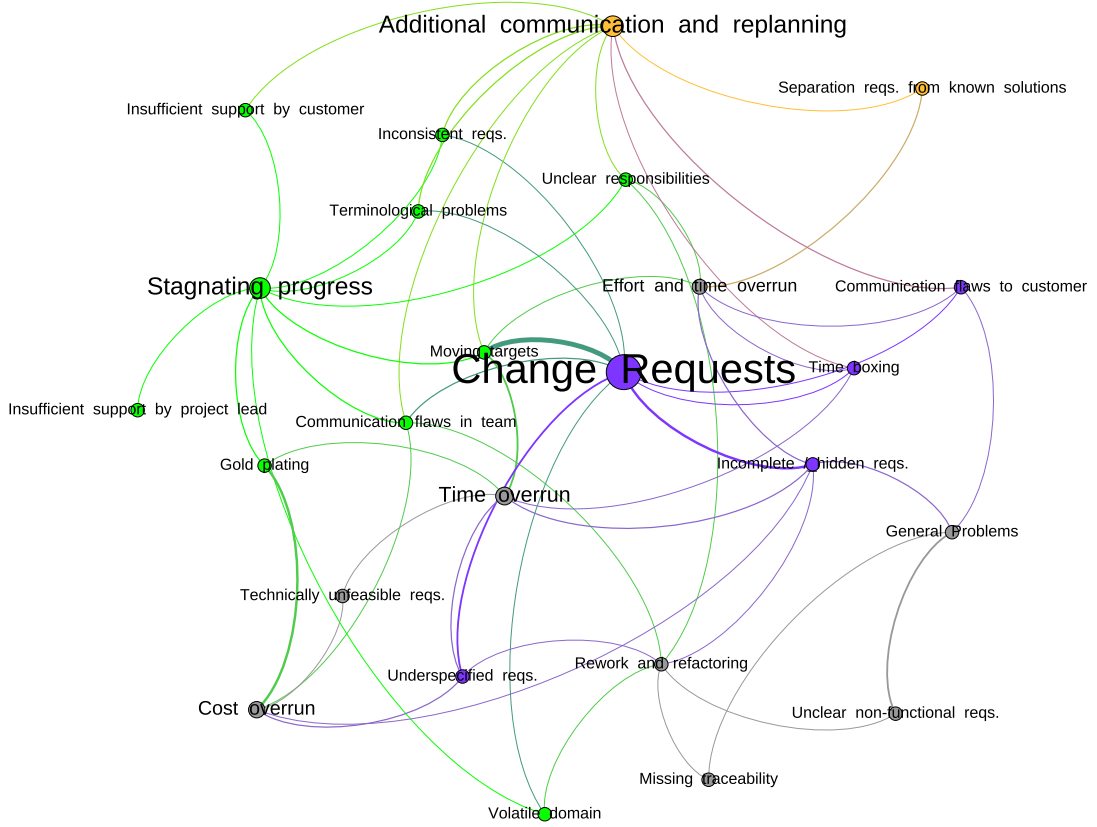 Additional communication and replanning
Separation reqs. from known solutions
Insufficient support by customer
Inconsistent reqs.
Unclear responsibilities
Terminological problems
Stagnating progress
Effort and time overrun
Communication flaws to customer
Moving targets
Change Requests
Time boxing
Insufficient support by project lead
Communication flaws in team
Gold plating
Incomplete / hidden reqs.
Time overrun
General Problems
Technically unfeasible reqs.
Rework and refactoring
Underspecified reqs.
Cost overrun
Unclear non-functional reqs.
Missing traceability
Volatile domain